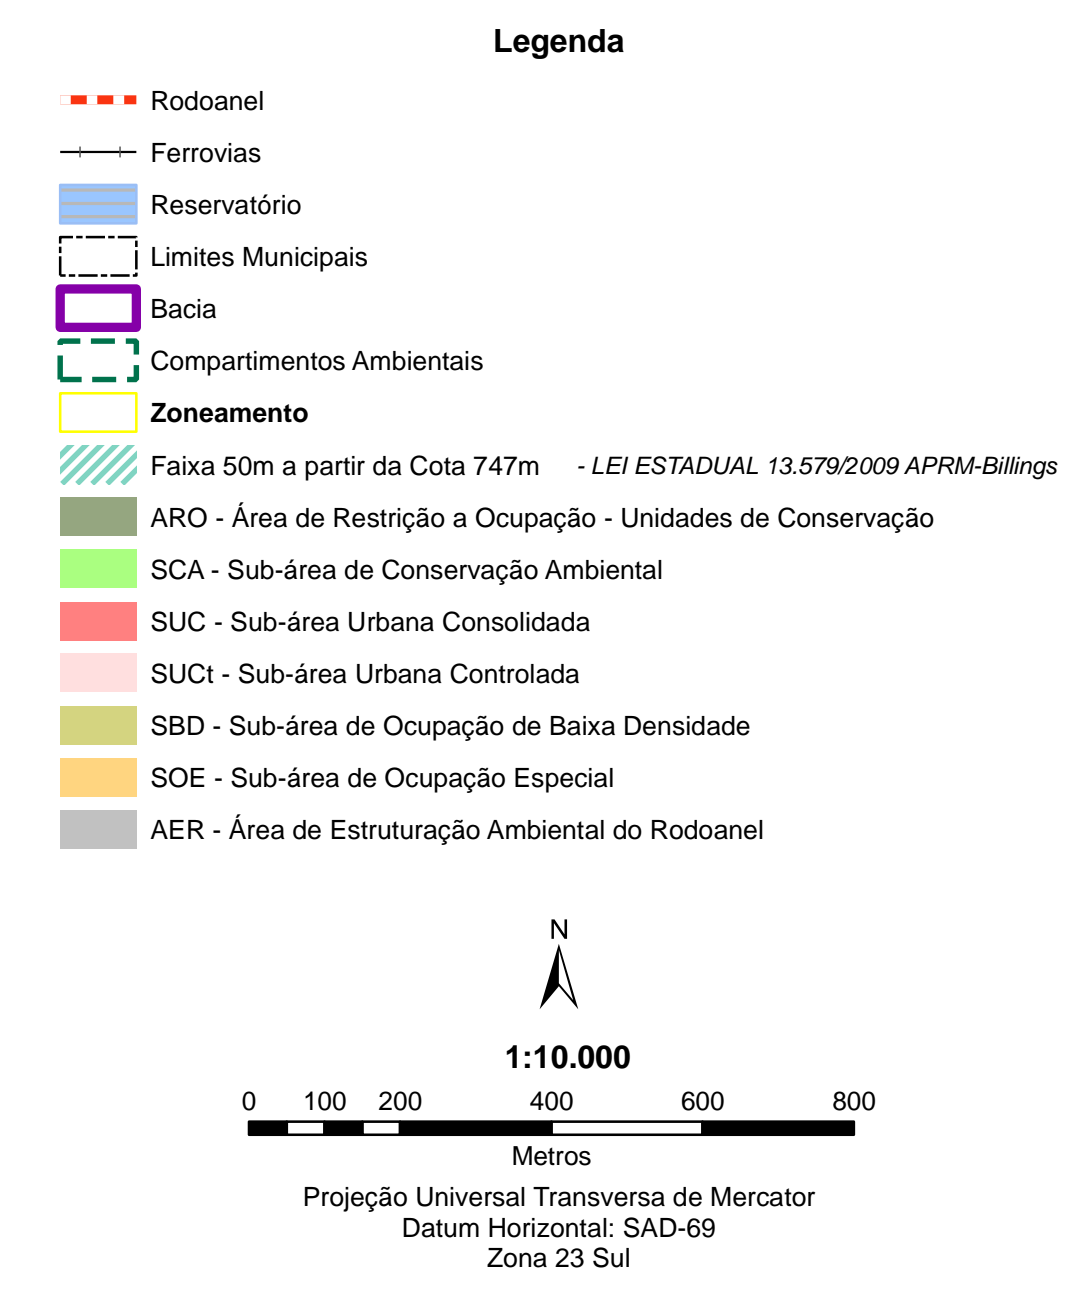 Legenda
Rodoanel
Ferrovias
Reservatório
Limites Municipais
Bacia
Compartimentos Ambientais
Zoneamento
Faixa 50m a partir da Cota 747m - LEI ESTADUAL 13.579/2009 APRM-Billings
ARO - Área de Restrição a Ocupação - Unidades de Conservação
SCA - Sub-área de Conservação Ambiental
SUC - Sub-área Urbana Consolidada
SUCt - Sub-área Urbana Controlada
SBD - Sub-área de Ocupação de Baixa Densidade
SOE - Sub-área de Ocupação Especial
AER - Área de Estruturação Ambiental do Rodoanel
N
1:10.000
0 100 200 400 600 800
Metros
Projeção Universal Transversa de Mercator
Datum Horizontal: SAD-69
Zona 23 Sul